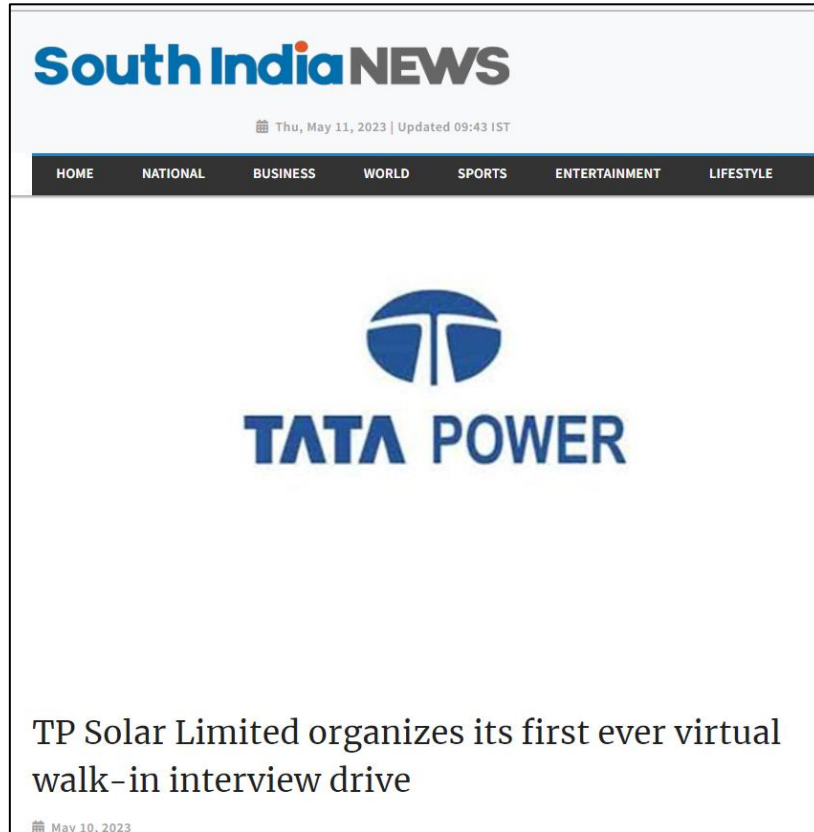 South India NEWS
Thu, May 11, 2023 | Updated 09:43 IST
HOME NATIONAL BUSINESS WORLD SPORTS ENTERTAINMENT LIFESTYLE
TATA POWER
TP Solar Limited organizes its first ever virtual
walk-in interview drive
May 10, 2023